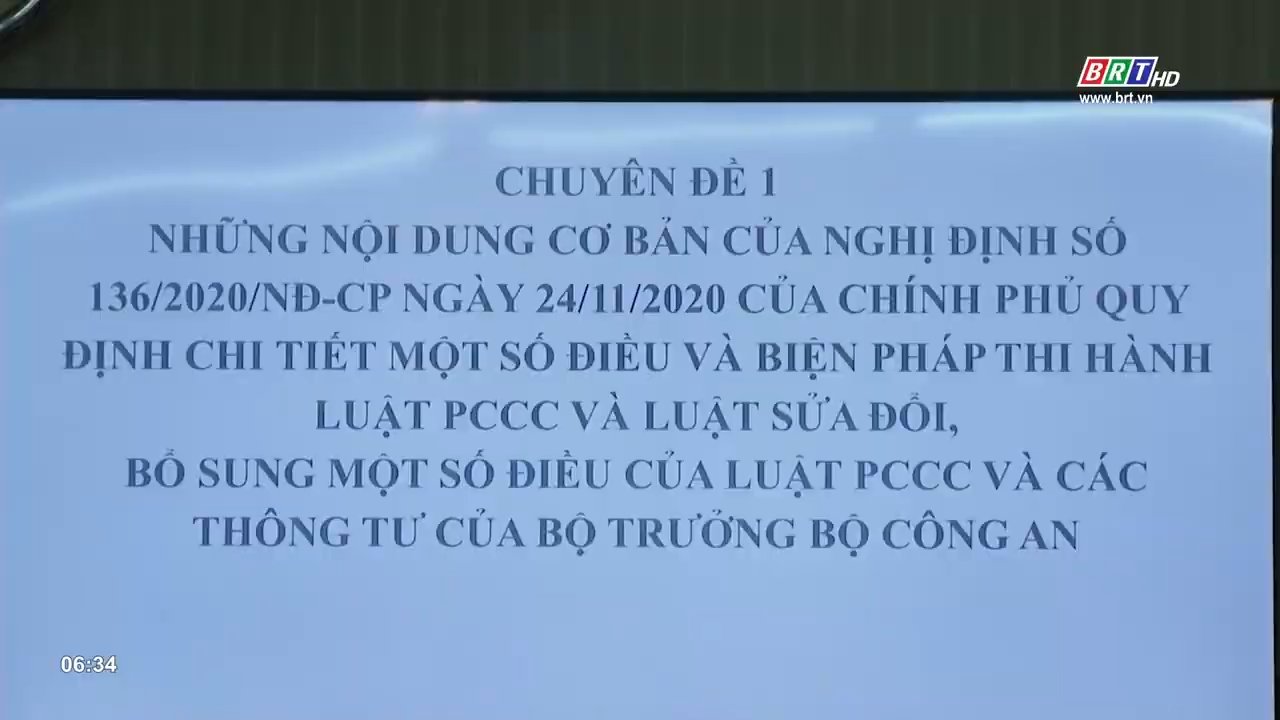 BRTHD
www.brt.vn
CHUYÊN ĐỀ 1
NHỮNG NỘI DUNG CƠ BẢN CỦA NGHỊ ĐỊNH SỐ
136/2020/NĐ-CP NGÀY 24/11/2020 CỦA CHÍNH PHỦ QUY
ĐỊNH CHI TIẾT MỘT SỐ ĐIỀU VÀ BIỆN PHÁP THI HÀNH
LUẬT PCCC VÀ LUẬT SỬA ĐỔI,
BỔ SUNG MỘT SỐ ĐIỀU CỦA LUẬT PCCC VÀ CÁC
THÔNG TƯ CỦA BỘ TRƯỞNG BỘ CÔNG AN
06:34